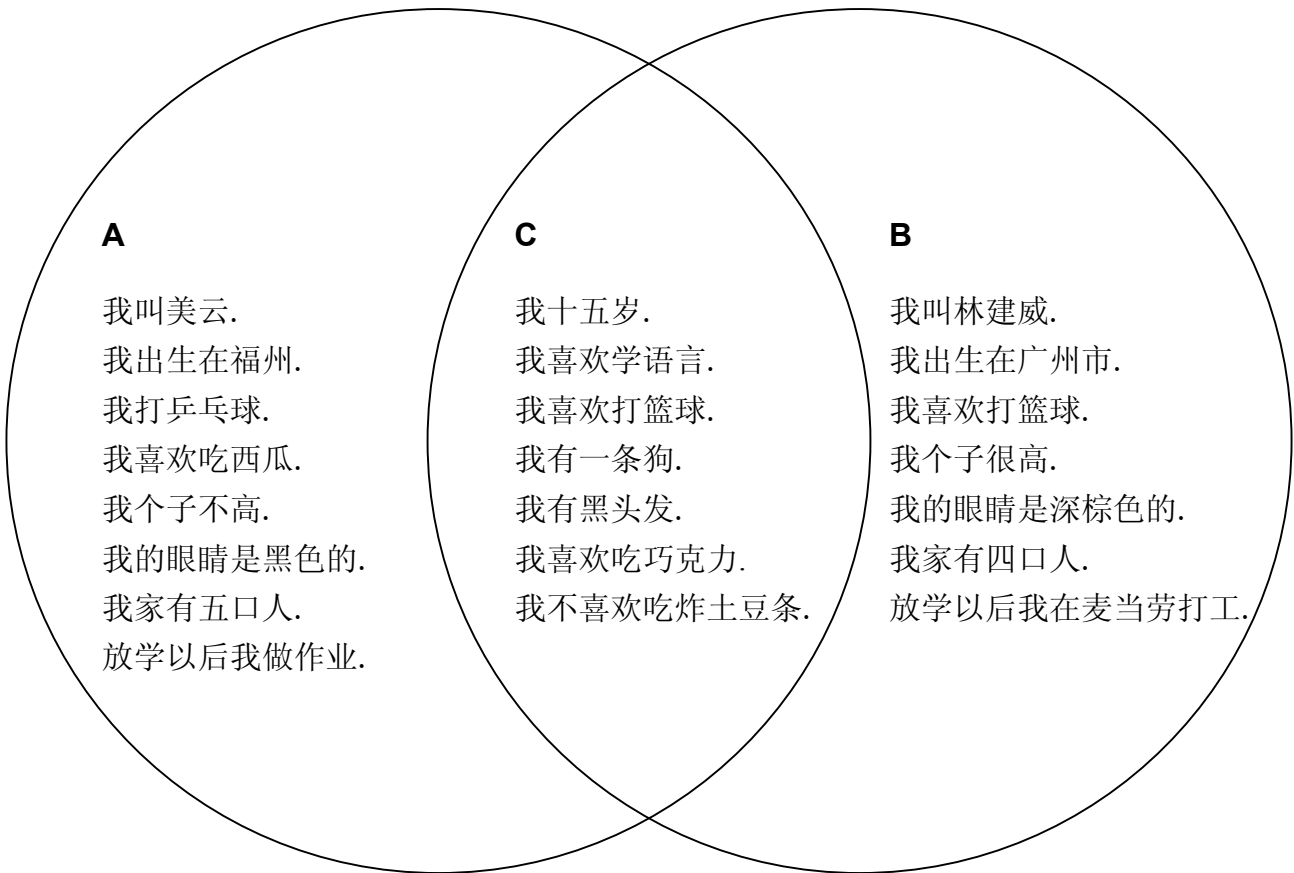 A
我叫美云.
我出生在福州.
我打乒乓球.
我喜欢吃西瓜.
我个子不高.
我的眼睛是黑色的.
我家有五口人.
放学以后我做作业.
C
我十五岁.
我喜欢学语言.
我喜欢打篮球.
我有一条狗.
我有黑头发.
我喜欢吃巧克力.
我不喜欢吃炸土豆条.
B
我叫林建威.
我出生在广州市.
我喜欢打篮球.
我个子很高.
我的眼睛是深棕色的.
我家有四口人.
放学以后我在麦当劳打工.